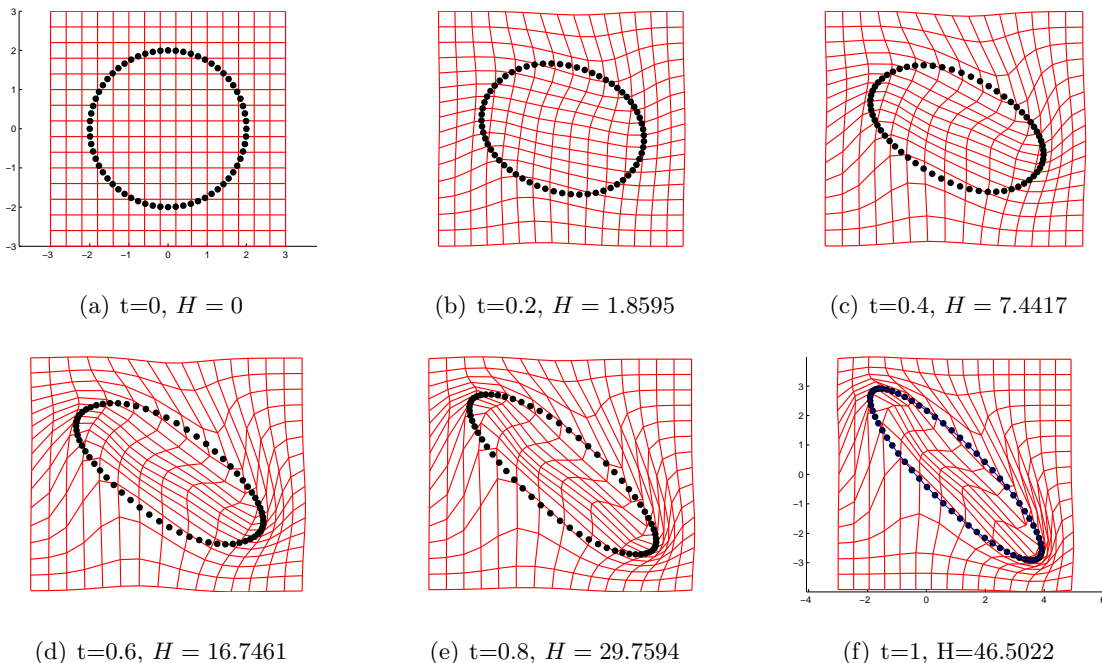 3
2
1
0
−1
−2
−3
−3 −2 −1 0 1 2 3
(a) t=0, H = 0
(b) t=0.2, H = 1.8595
(c) t=0.4, H = 7.4417
3
2
1
0
−1
−2
−3
−4 −2 0 2 4 6
(d) t=0.6, H = 16.7461
(e) t=0.8, H = 29.7594
(f) t=1, H=46.5022